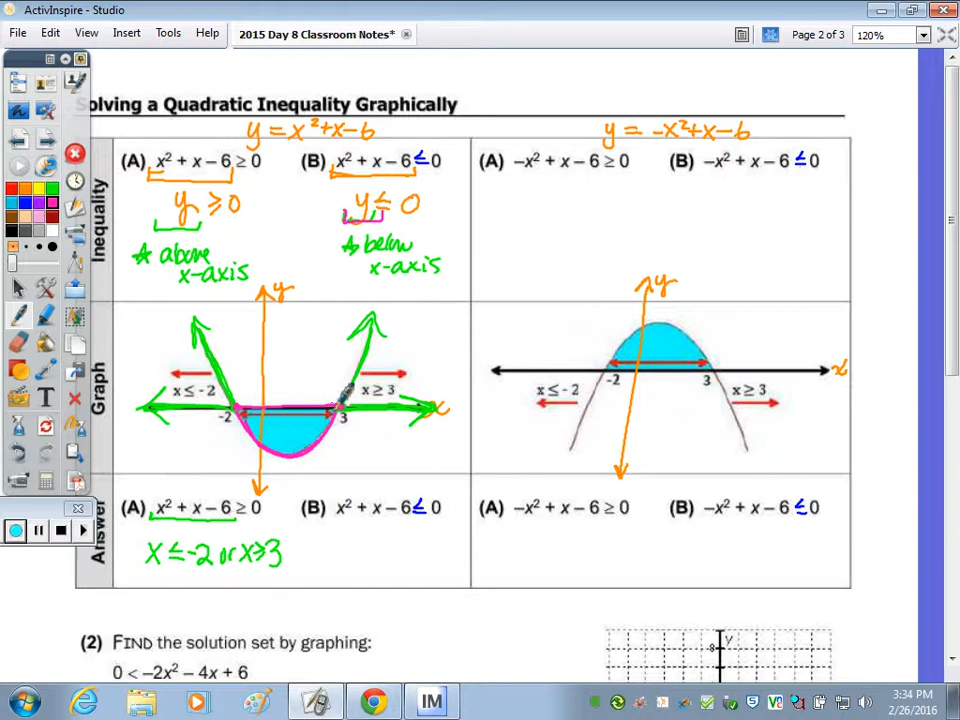 ActivInspire - Studio
File Edit View Insert Tools Help
2015 Day 8 Classroom Notes*
Page 2 of 3
120%
Solving a Quadratic Inequality Graphically
y = x²+x-6
y = -x²+x-6
Inequality
(A) x² + x – 6 ≥ 0
(B) x² + x – 6 ≤ 0
(A) –x² + x – 6 ≥ 0
(B) –x² + x – 6 ≤ 0
y ≥ 0
y ≤ 0
above
x-axis
below
x-axis
Graph
y
x ≤ -2
x ≥ 3
x
-2
3
y
x
-2
3
x ≤ -2
x ≥ 3
Answer
(A) x² + x – 6 ≥ 0
(B) x² + x – 6 ≤ 0
(A) –x² + x – 6 ≥ 0
(B) –x² + x – 6 ≤ 0
x ≤ -2 or x ≥ 3
(2) FIND the solution set by graphing:
0 < –2x² – 4x + 6
y
8
IM
3:34 PM
2/26/2016